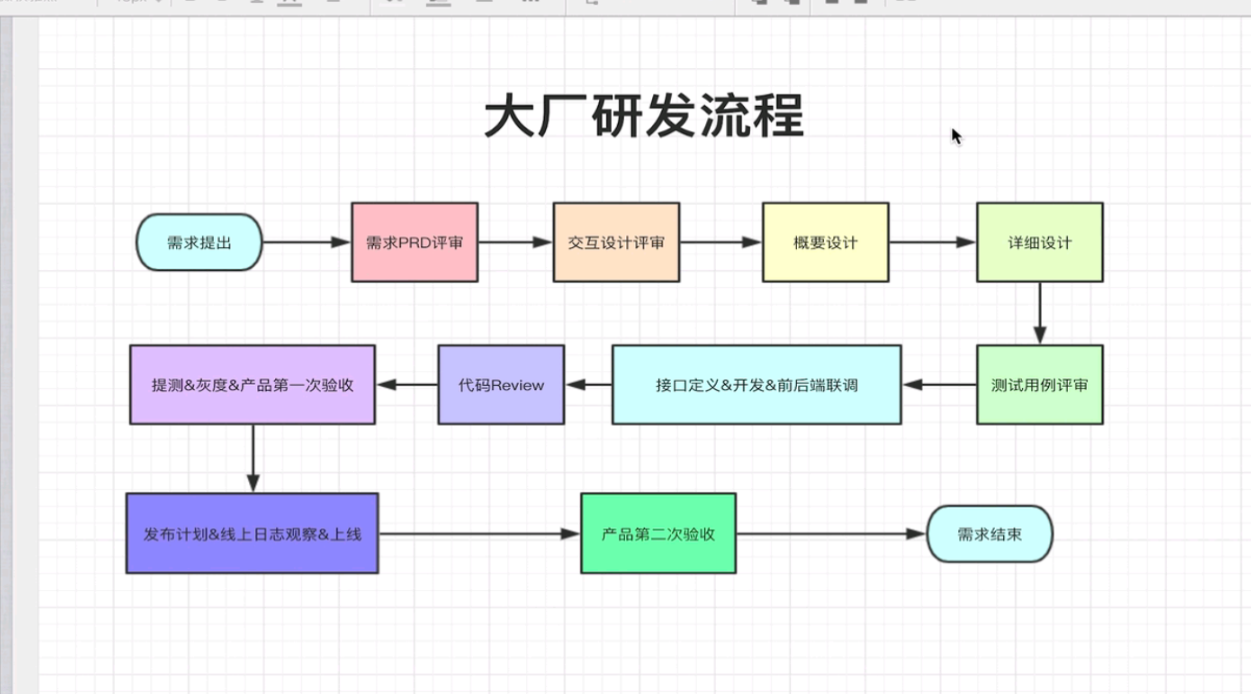 大厂研发流程
需求提出
需求PRD评审
交互设计评审
概要设计
详细设计
测试用例评审
接口定义&开发&前后端联调
代码Review
提测&灰度&产品第一次验收
发布计划&线上日志观察&上线
产品第二次验收
需求结束